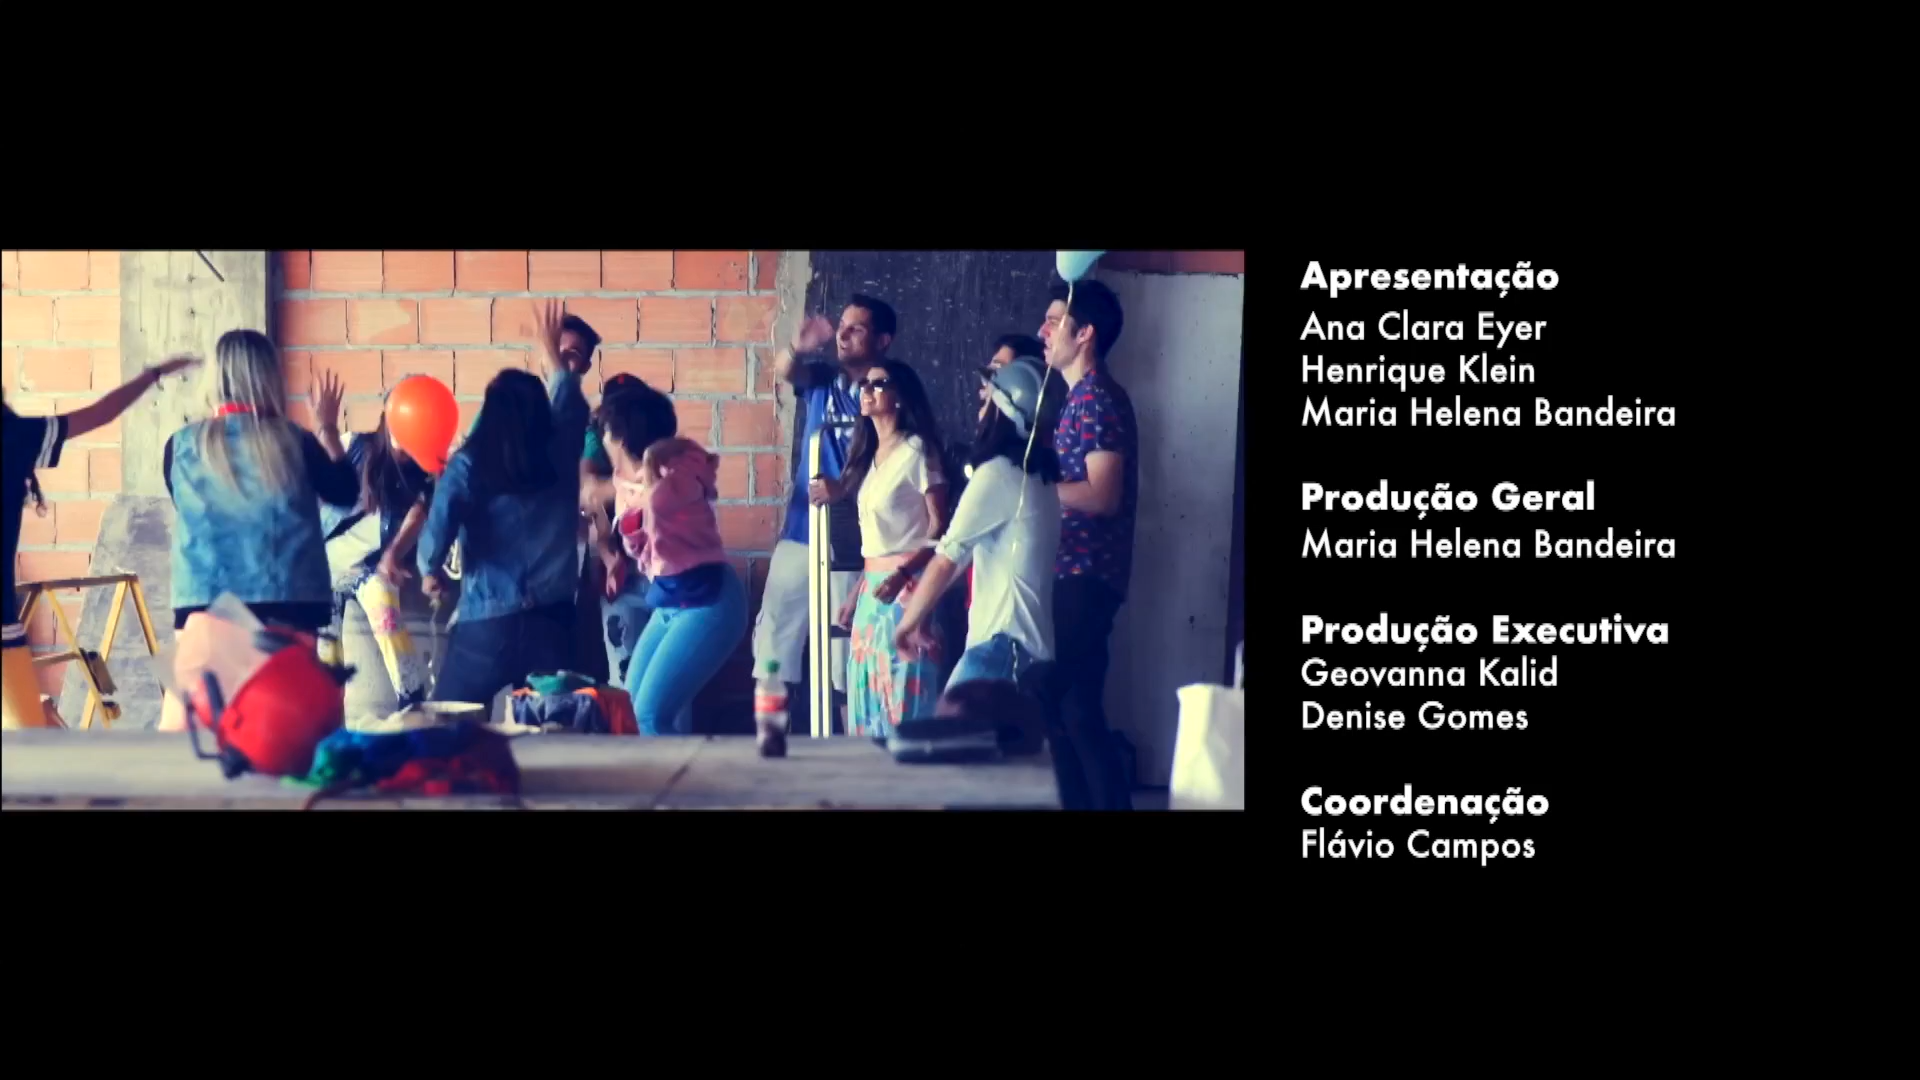 Apresentação
Ana Clara Eyer
Henrique Klein
Maria Helena Bandeira
Produção Geral
Maria Helena Bandeira
Produção Executiva
Geovanna Kalid
Denise Gomes
Coordenação
Flávio Campos